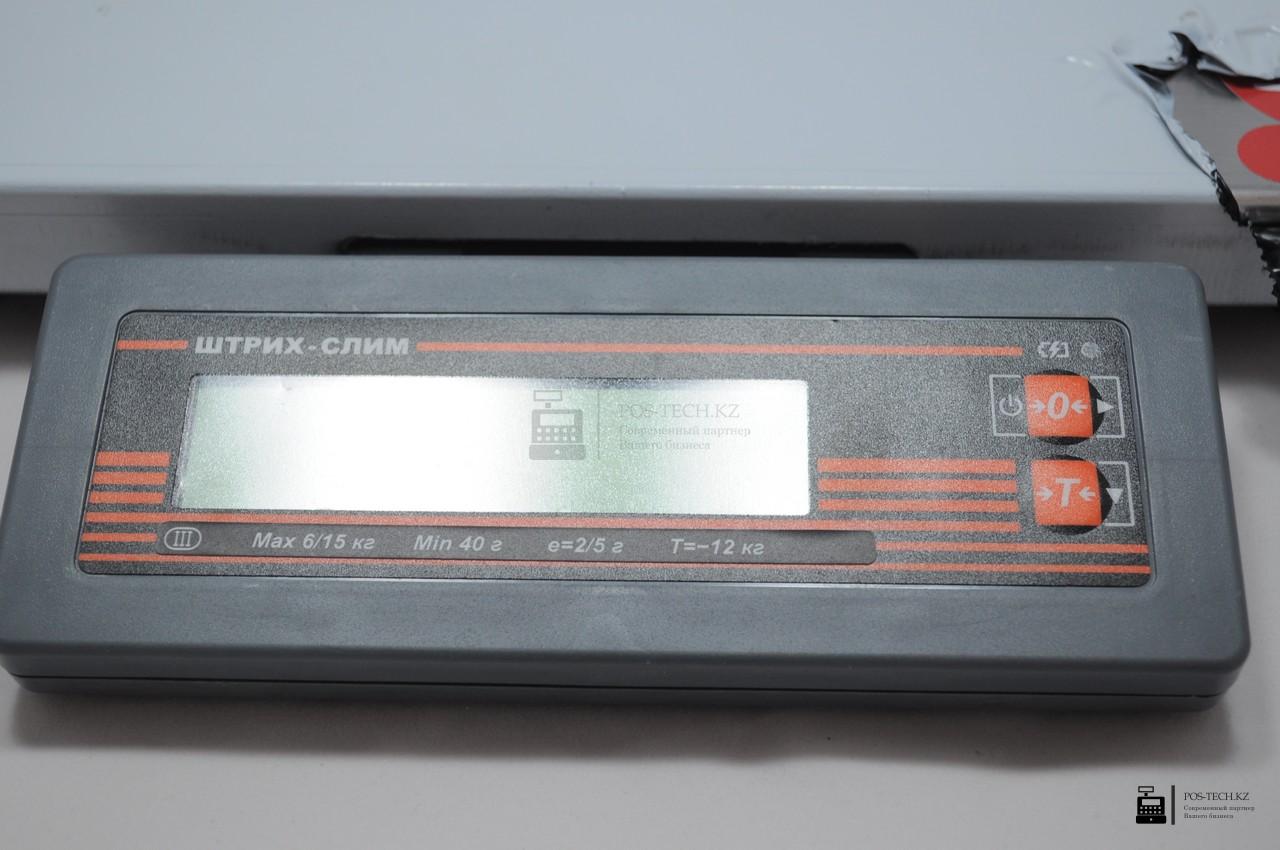 ШТРИХ-СЛИМ
POS-TECH.KZ
Современный партнер
Вашего бизнеса
→0←
→T←
III Max 6/15 кг Min 40 г e=2/5 г T=−12 кг
POS-TECH.KZ
Современный партнер
Вашего бизнеса